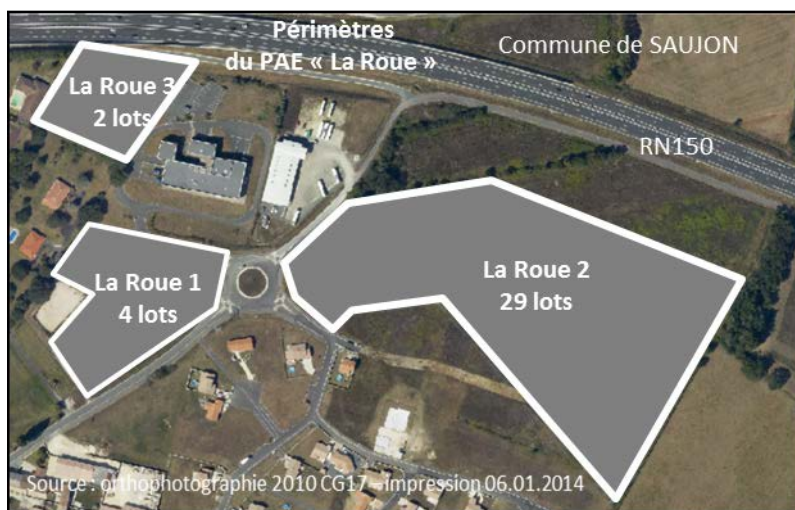 Périmètres
du PAE « La Roue »
Commune de SAUJON
La Roue 3
2 lots
RN150
La Roue 1
4 lots
La Roue 2
29 lots
Source : orthophotographie 2010 CG17 – impression 06.01.2014